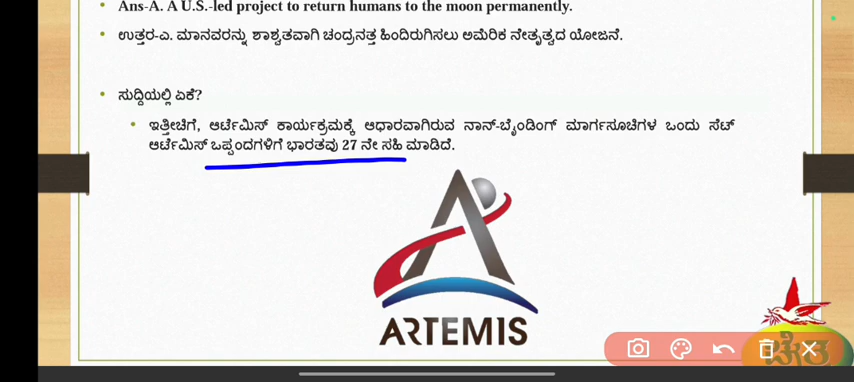 Ans-A. A U.S.-led project to return humans to the moon permanently.
ಉತ್ತರ-ಎ. ಮಾನವರನ್ನು ಶಾಶ್ವತವಾಗಿ ಚಂದ್ರನತ್ತ ಹಿಂದಿರುಗಿಸಲು ಅಮೆರಿಕ ನೇತೃತ್ವದ ಯೋಜನೆ.
ಸುದ್ದಿಯಲ್ಲಿ ಏಕೆ?
ಇತ್ತೀಚಿಗೆ, ಆರ್ಟೆಮಿಸ್ ಕಾರ್ಯಕ್ರಮಕ್ಕೆ ಆಧಾರವಾಗಿರುವ ನಾನ್-ಬೈಂಡಿಂಗ್ ಮಾರ್ಗಸೂಚಿಗಳ ಒಂದು ಸೆಟ್
ಆರ್ಟೆಮಿಸ್ ಒಪ್ಪಂದಗಳಿಗೆ ಭಾರತವು 27 ನೇ ಸಹಿ ಮಾಡಿದೆ.
ARTEMIS